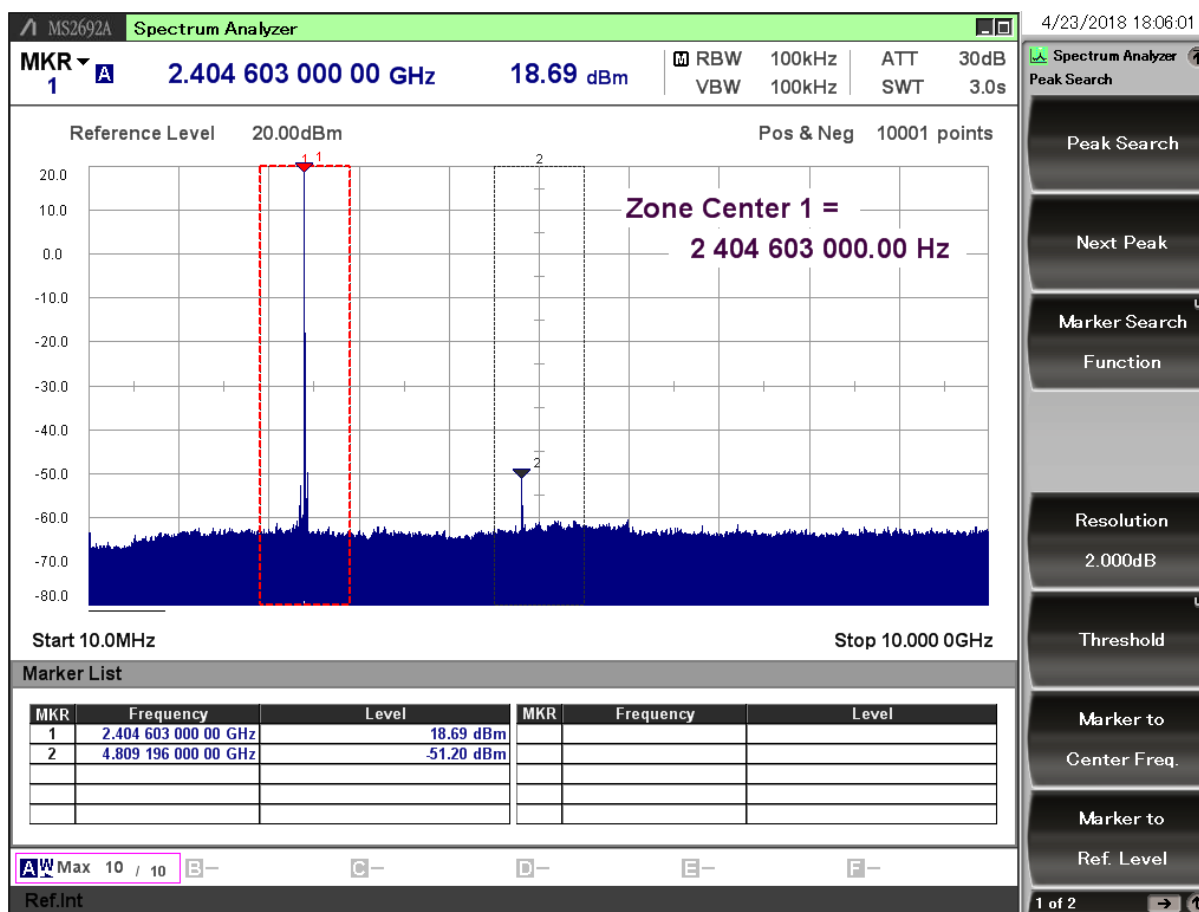 MS2692A Spectrum Analyzer
4/23/2018 18:06:01
MKR 1 A 2.404 603 000 00 GHz 18.69 dBm
M RBW 100kHz ATT 30dB
VBW 100kHz SWT 3.0s
Reference Level 20.00dBm Pos & Neg 10001 points
1 1 2
20.0
10.0
0.0
-10.0
-20.0
-30.0
-40.0
-50.0
-60.0
-70.0
-80.0
Zone Center 1 =
2 404 603 000.00 Hz
2
Start 10.0MHz Stop 10.000 0GHz
Marker List
MKR Frequency Level MKR Frequency Level
1 2.404 603 000 00 GHz 18.69 dBm
2 4.809 196 000 00 GHz -51.20 dBm
A W Max 10 / 10 B— C— D— E— F—
Ref.Int
Spectrum Analyzer
Peak Search
Peak Search
Next Peak
Marker Search
Function
Resolution
2.000dB
Threshold
Marker to
Center Freq.
Marker to
Ref. Level
1 of 2